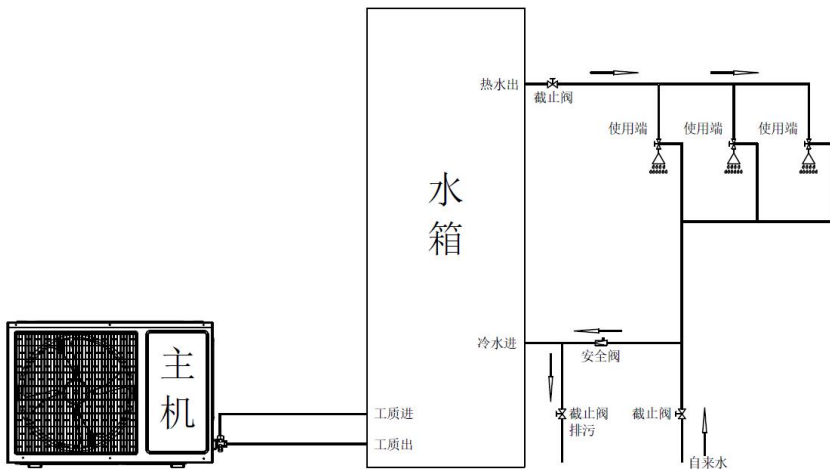 热水出
截止阀
使用端
使用端
使用端
水
箱
主
机
冷水进
安全阀
工质进
截止阀
排污
截止阀
工质出
自来水